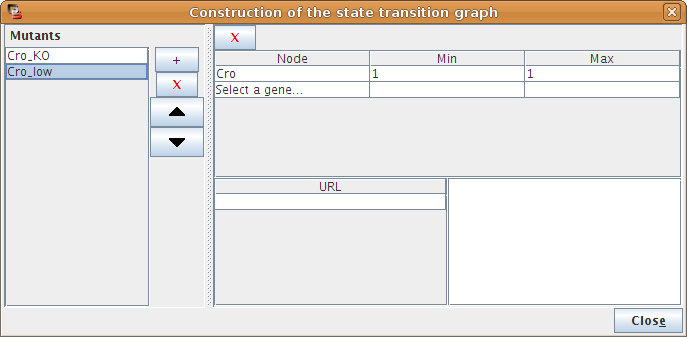 Construction of the state transition graph
Mutants
Cro_KO
Cro_low
+
X
X
Node Min Max
Cro 1 1
Select a gene...
URL
Close